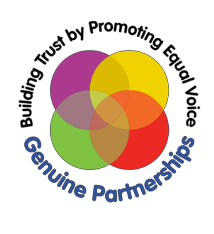 Building Trust by Promoting Equal Voice
Genuine Partnerships